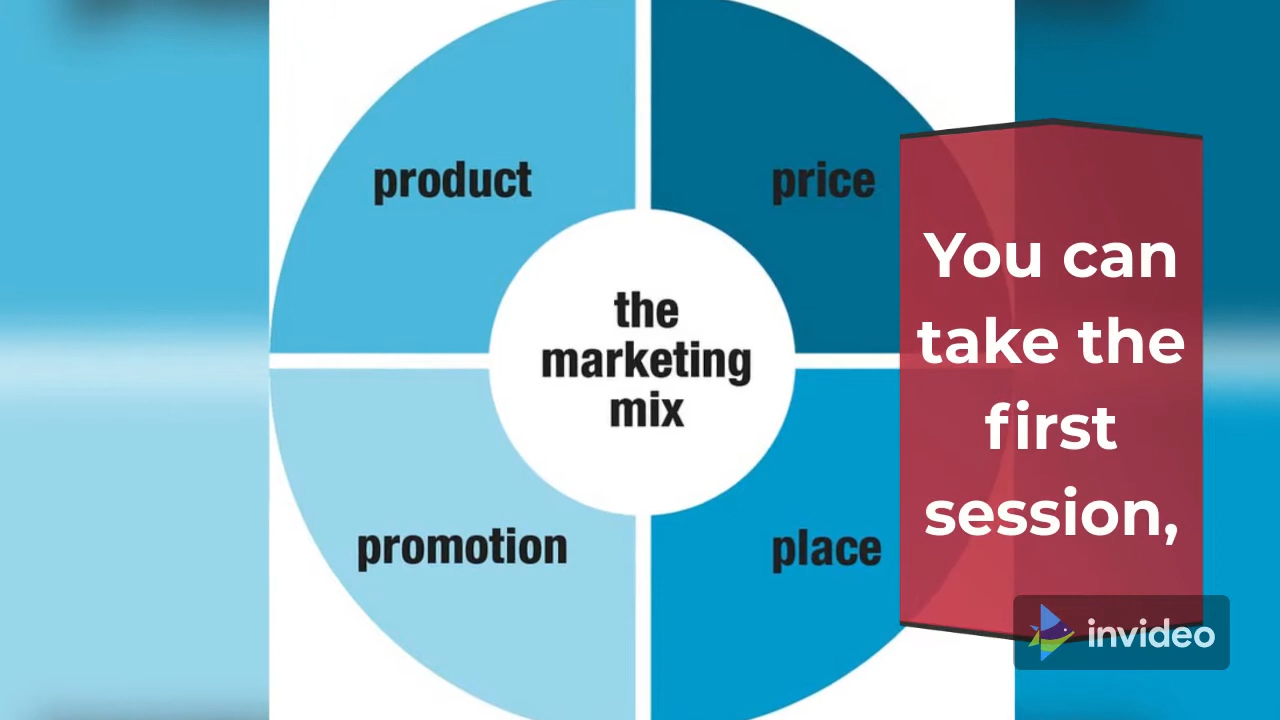 product
price
the
marketing
mix
promotion
place
You can
take the
first
session,
invideo